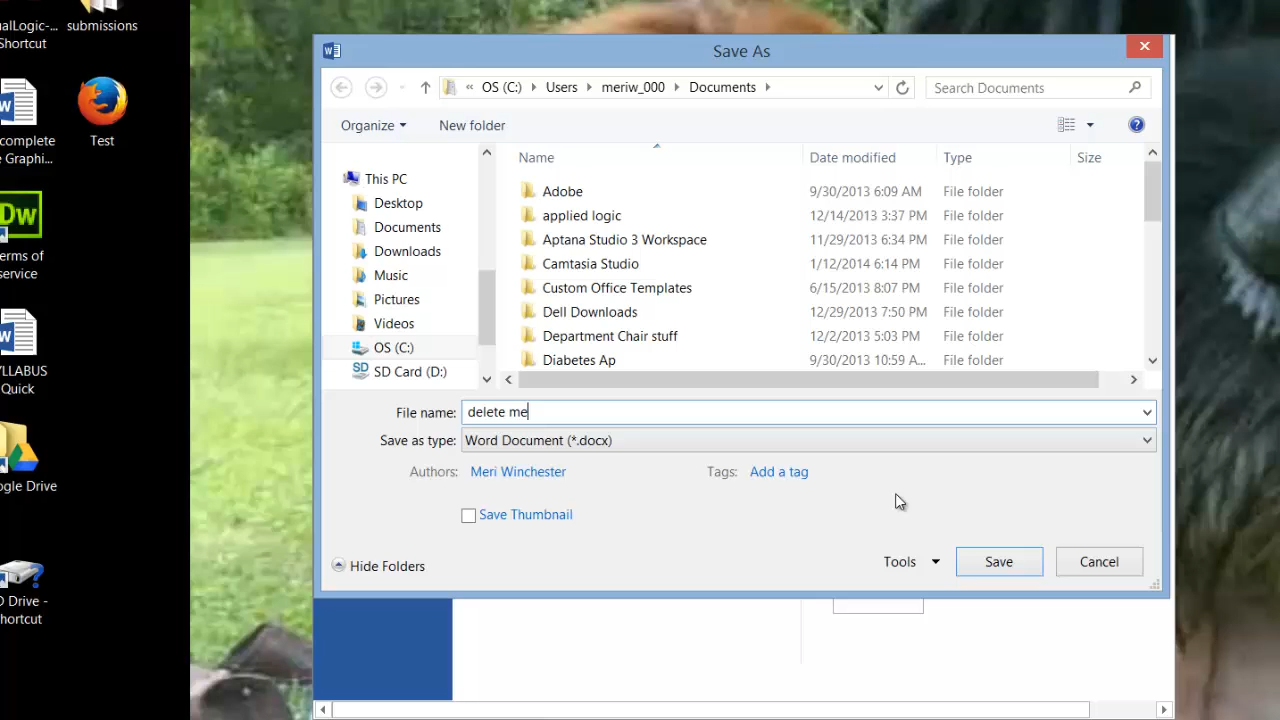 ualLogic-...
Shortcut
submissions
complete
e Graphi...
Test
Dw
erms of
service
YLLABUS
Quick
ogle Drive
D Drive -
hortcut
Save As
« OS (C:) Users meriw_000 Documents
Search Documents
Organize New folder
This PC
Desktop
Documents
Downloads
Music
Pictures
Videos
OS (C:)
SD Card (D:)
Name Date modified Type Size
Adobe 9/30/2013 6:09 AM File folder
applied logic 12/14/2013 3:37 PM File folder
Aptana Studio 3 Workspace 11/29/2013 6:34 PM File folder
Camtasia Studio 1/12/2014 6:14 PM File folder
Custom Office Templates 6/15/2013 8:07 PM File folder
Dell Downloads 12/29/2013 7:50 PM File folder
Department Chair stuff 12/2/2013 5:03 PM File folder
Diabetes Ap 9/30/2013 10:59 A... File folder
File name: delete me
Save as type: Word Document (*.docx)
Authors: Meri Winchester Tags: Add a tag
Save Thumbnail
Hide Folders
Tools Save Cancel